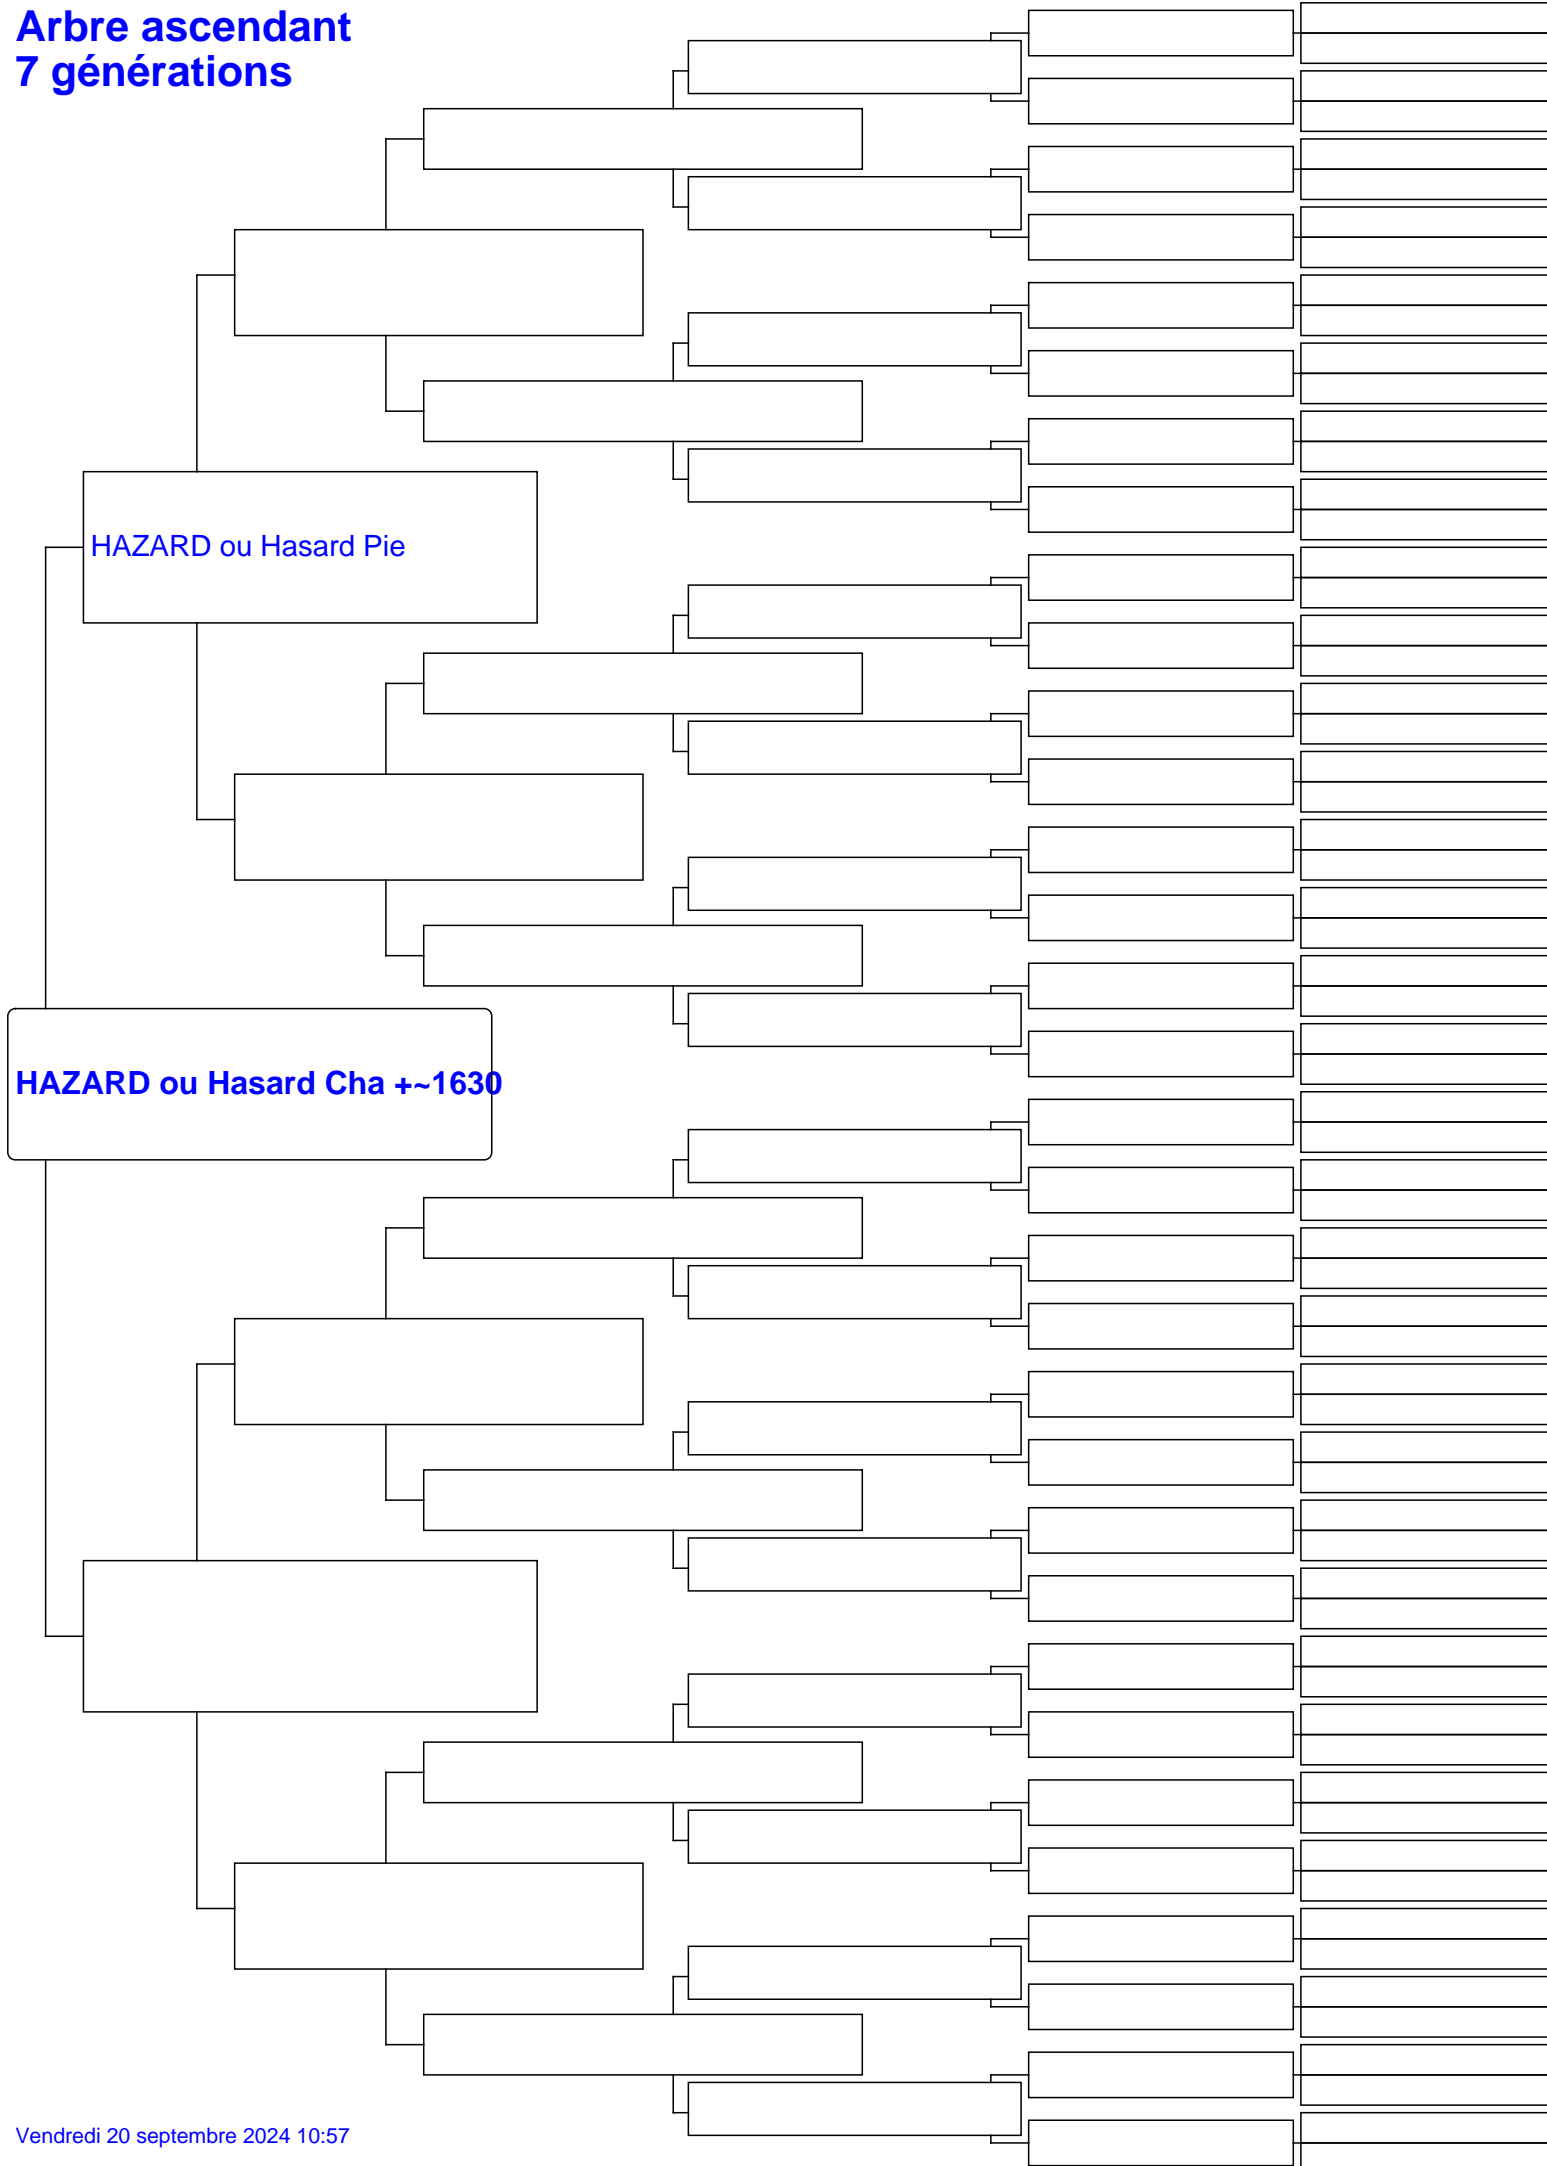 Arbre ascendant
7 générations
HAZARD ou Hasard Pie
HAZARD ou Hasard Cha +~1630
Vendredi 20 septembre 2024 10:57